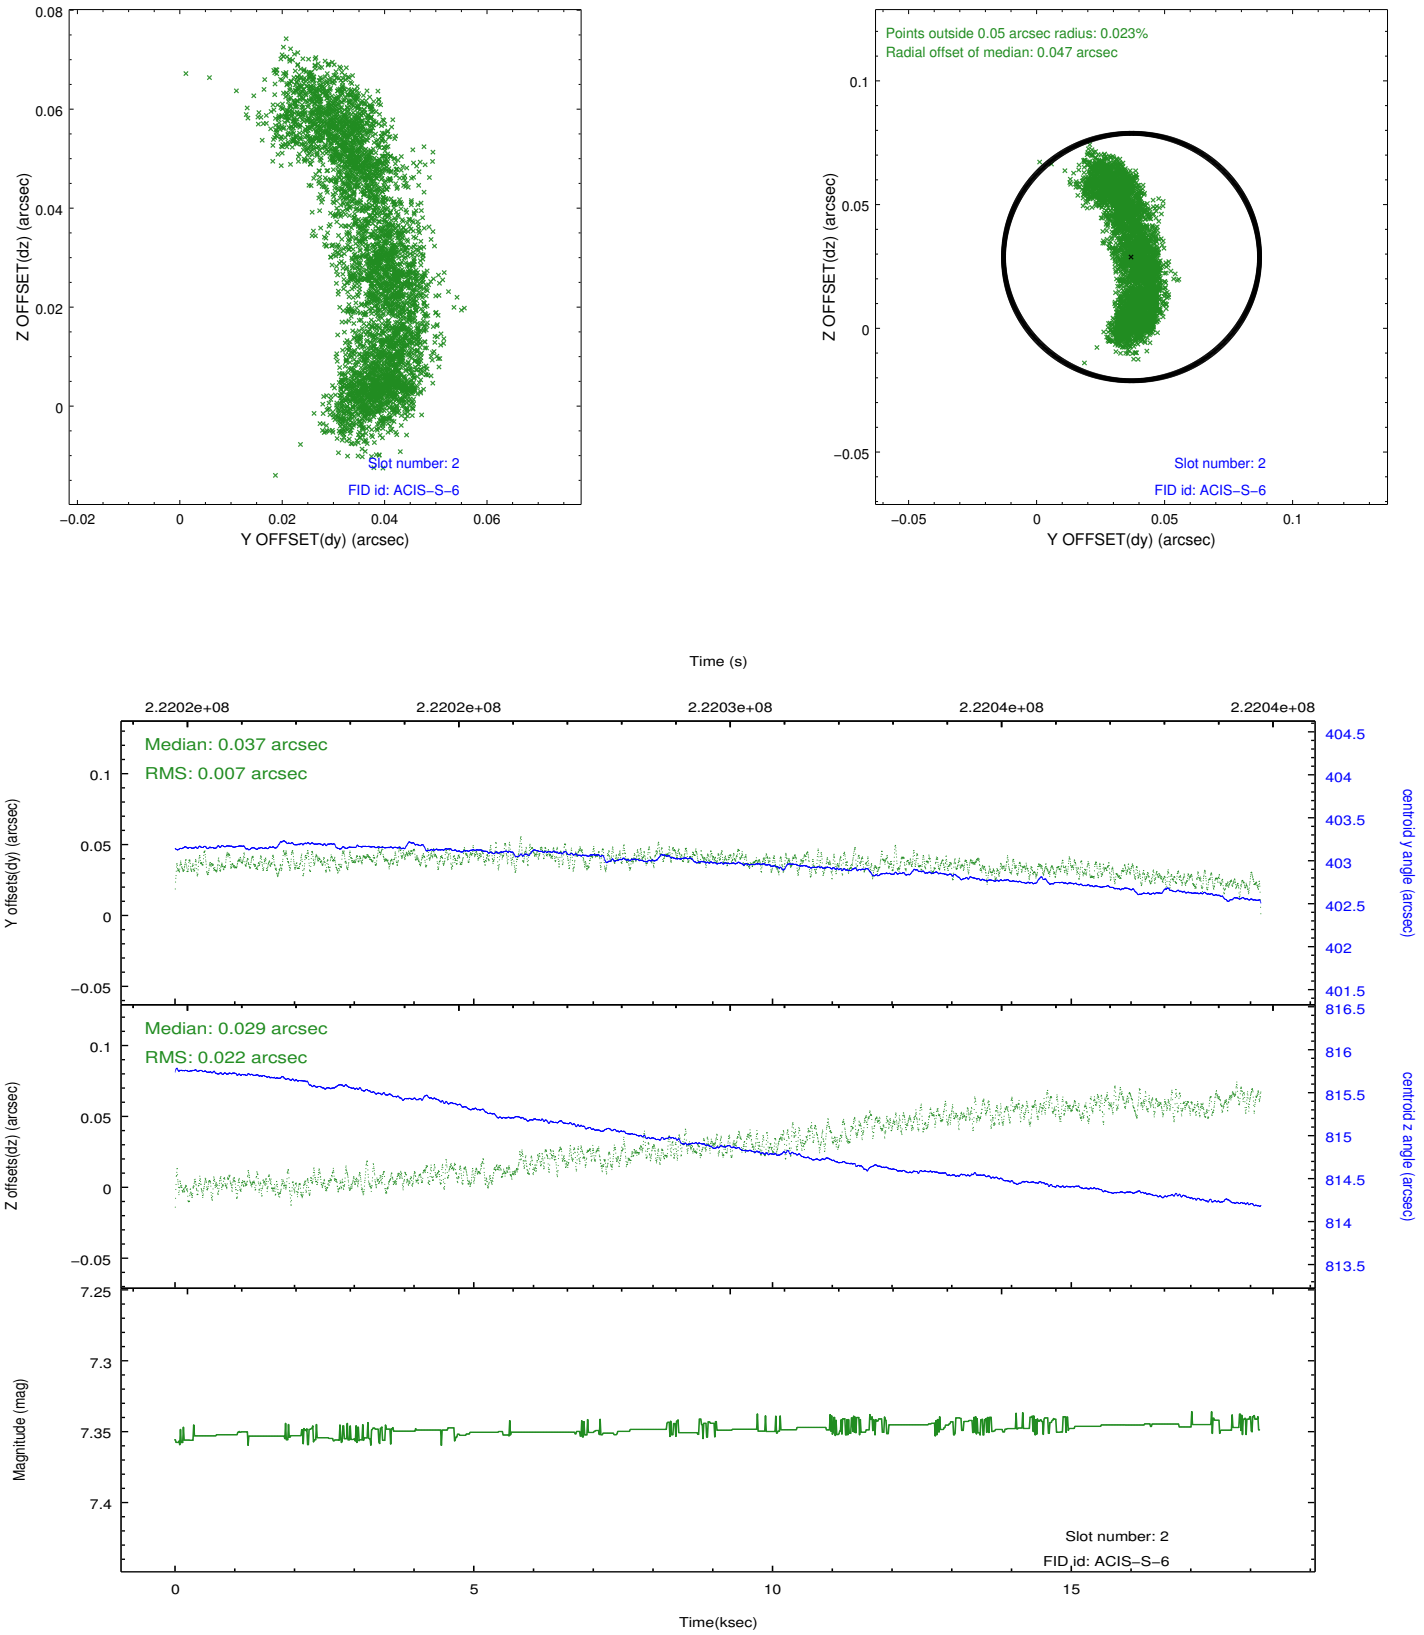 0.08
0.06
0.04
0.02
0
Z OFFSET(dz) (arcsec)
Slot number: 2
FID id: ACIS−S−6
−0.02
0
0.02
0.04
0.06
Y OFFSET(dy) (arcsec)
Points outside 0.05 arcsec radius: 0.023%
Radial offset of median: 0.047 arcsec
0.1
0.05
0
−0.05
Z OFFSET(dz) (arcsec)
Slot number: 2
FID id: ACIS−S−6
−0.05
0
0.05
0.1
Y OFFSET(dy) (arcsec)
Time (s)
2.2202e+08
2.2202e+08
2.2203e+08
2.2204e+08
2.2204e+08
Median: 0.037 arcsec
RMS: 0.007 arcsec
0.1
0.05
0
−0.05
Y offsets(dy) (arcsec)
404.5
404
403.5
403
402.5
402
401.5
centroid y angle (arcsec)
Median: 0.029 arcsec
RMS: 0.022 arcsec
0.1
0.05
0
−0.05
Z offsets(dz) (arcsec)
816.5
816
815.5
815
814.5
814
813.5
centroid z angle (arcsec)
7.25
7.3
7.35
7.4
Magnitude (mag)
Slot number: 2
FID id: ACIS−S−6
0
5
10
15
Time(ksec)